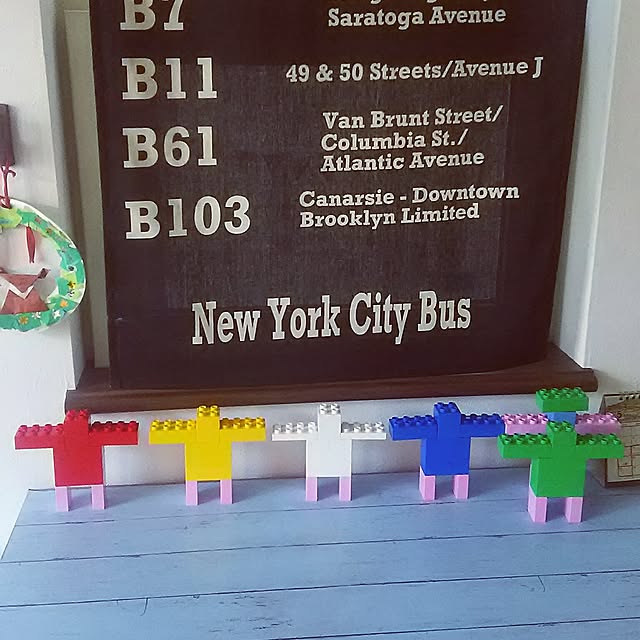 B7
Saratoga Avenue
B11
49 & 50 Streets/Avenue J
B61
Van Brunt Street/
Columbia St./
Atlantic Avenue
B103
Canarsie - Downtown
Brooklyn Limited
New York City Bus